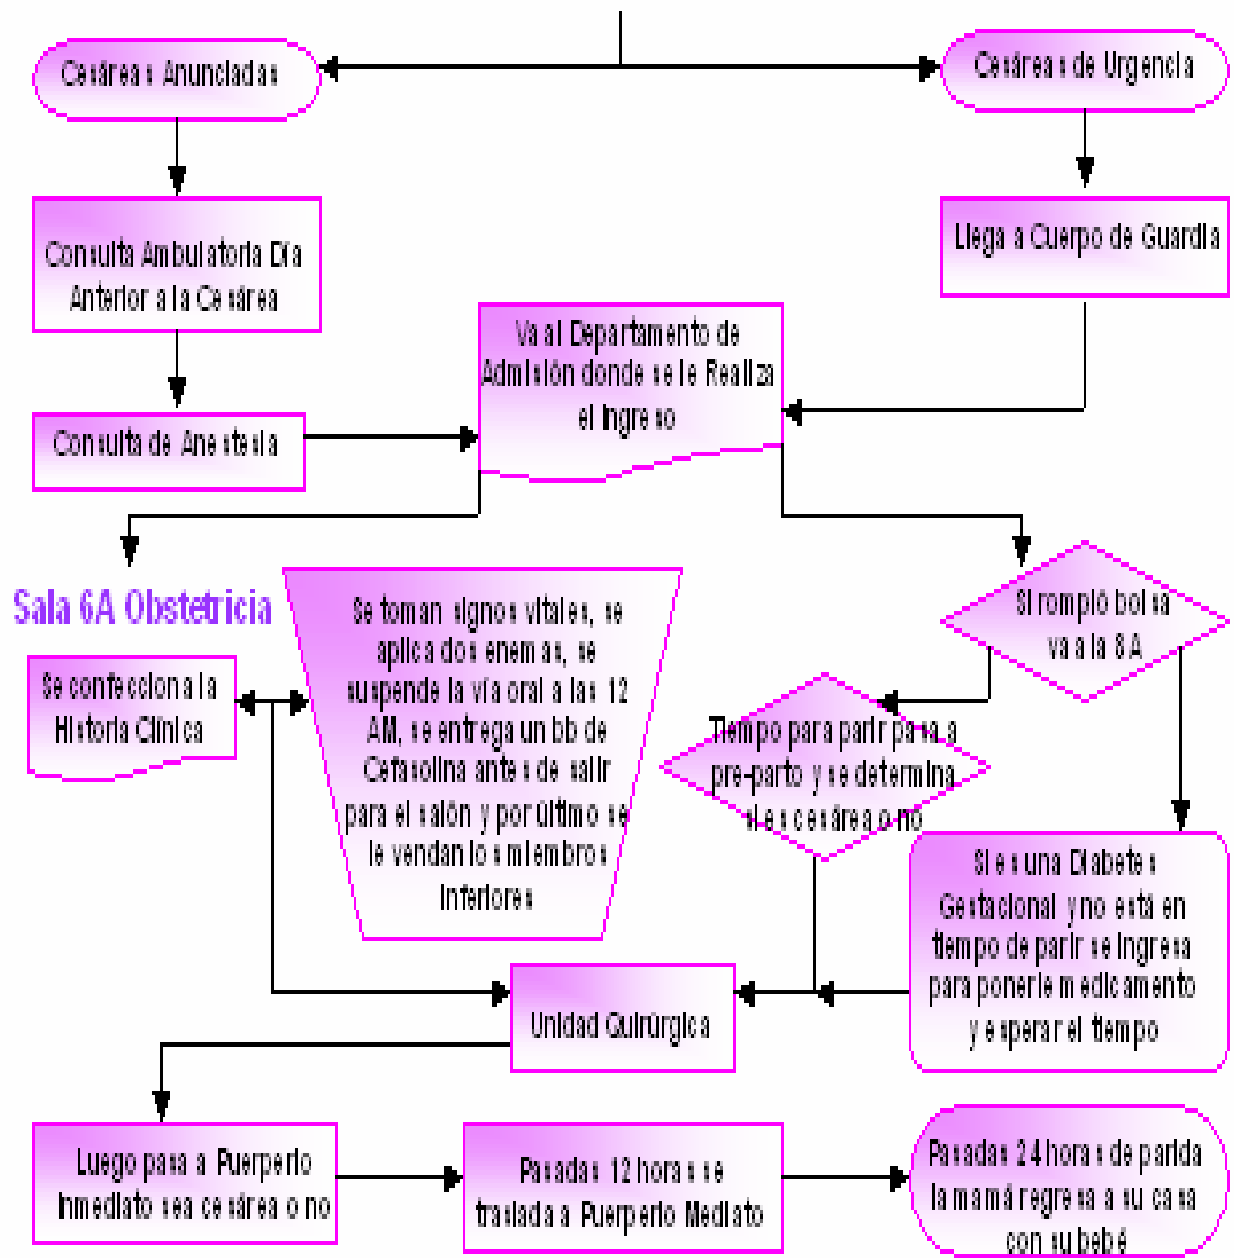 Cesáreas Anunciadas
Cesáreas de Urgencia
Consulta Ambulatoria Día
Anterior a la Cesárea
Llega a Cuerpo de Guardia
Va al Departamento de
Admisión donde se le Realiza
el Ingreso
Consulta de Anestesia
Sala 6A Obstetricia
Se confecciona la
Historia Clínica
Se toman signos vitales, se
aplica dos enemas, se
suspende la vía oral a las 12
AM, se entrega un bb de
Cefasolina antes de salir
para el salón y por último se
le vendan los miembros
Inferiores
Si rompió bolsa
va a la 8A
Tiempo para parir pasa a
pre-parto y se determina
si es cesárea o no
Si es una Diabetes
Gestacional y no está en
tiempo de parir se ingresa
para ponerle medicamento
y esperar el tiempo
Unidad Quirúrgica
Luego pasa a Puerperio
Inmediato sea cesárea o no
Pasadas 12 horas se
traslada a Puerperio Mediato
Pasadas 24 horas de parida
la mamá regresa a su casa
con su bebé